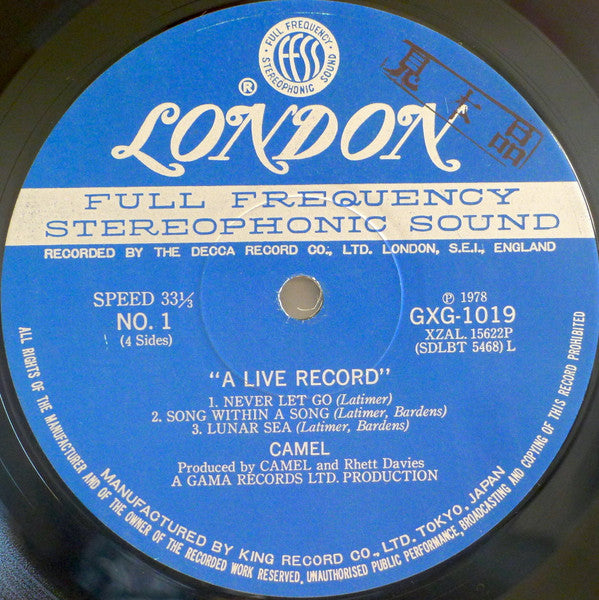 FULL FREQUENCY
STEREOPHONIC SOUND
ffss
見本品
®
LONDON
FULL FREQUENCY
STEREOPHONIC SOUND
RECORDED BY THE DECCA RECORD CO., LTD. LONDON, S.E.I., ENGLAND
SPEED 33⅓
NO. 1
(4 Sides)
℗ 1978
GXG-1019
XZAL. 15622P
(SDLBT 5468) L
"A LIVE RECORD"
1. NEVER LET GO (Latimer)
2. SONG WITHIN A SONG (Latimer, Bardens)
3. LUNAR SEA (Latimer, Bardens)
CAMEL
Produced by CAMEL and Rhett Davies
A GAMA RECORDS LTD. PRODUCTION
MANUFACTURED BY KING RECORD CO., LTD. TOKYO, JAPAN
ALL RIGHTS OF THE MANUFACTURER AND OF THE OWNER OF THE RECORDED WORK RESERVED, UNAUTHORISED PUBLIC PERFORMANCE, BROADCASTING AND COPYING OF THIS RECORD PROHIBITED